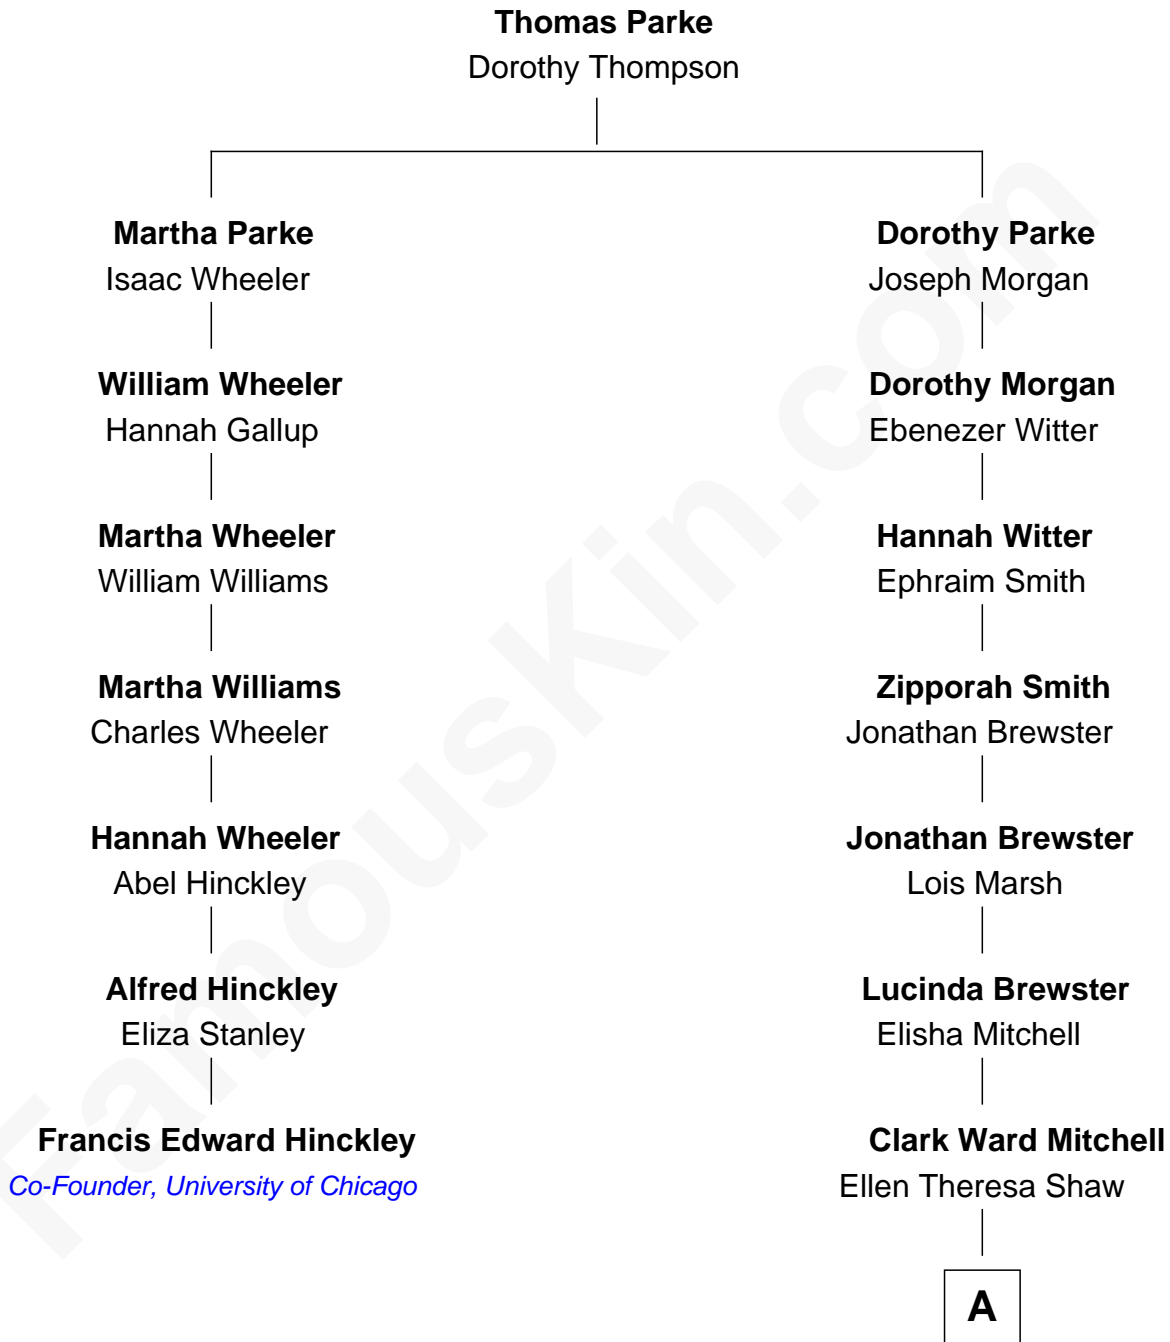 Thomas Parke
Dorothy Thompson
Martha Parke
Isaac Wheeler
Dorothy Parke
Joseph Morgan
William Wheeler
Hannah Gallup
Dorothy Morgan
Ebenezer Witter
Martha Wheeler
William Williams
Hannah Witter
Ephraim Smith
Martha Williams
Charles Wheeler
Zipporah Smith
Jonathan Brewster
Hannah Wheeler
Abel Hinckley
Jonathan Brewster
Lois Marsh
Alfred Hinckley
Eliza Stanley
Lucinda Brewster
Elisha Mitchell
Francis Edward Hinckley
Co-Founder, University of Chicago
Clark Ward Mitchell
Ellen Theresa Shaw
A
FamousKin.com